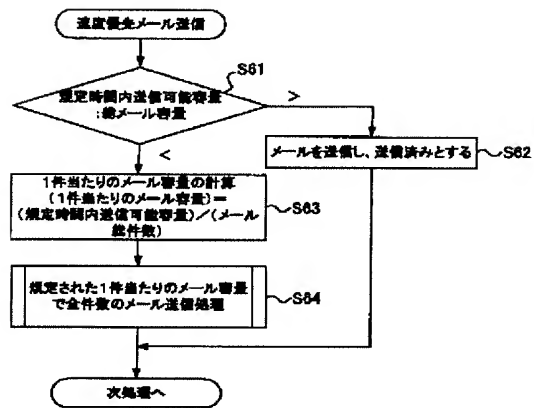 速度優先メール送信
S61
規定時間内送信可能容量
:総メール容量
>
<
メールを送信し、送信済みとする
S62
1件当たりのメール容量の計算
(1件当たりのメール容量)=
(規定時間内送信可能容量)/(メール
総件数)
S63
規定された1件当たりのメール容量
で全件数のメール送信処理
S64
次処理へ